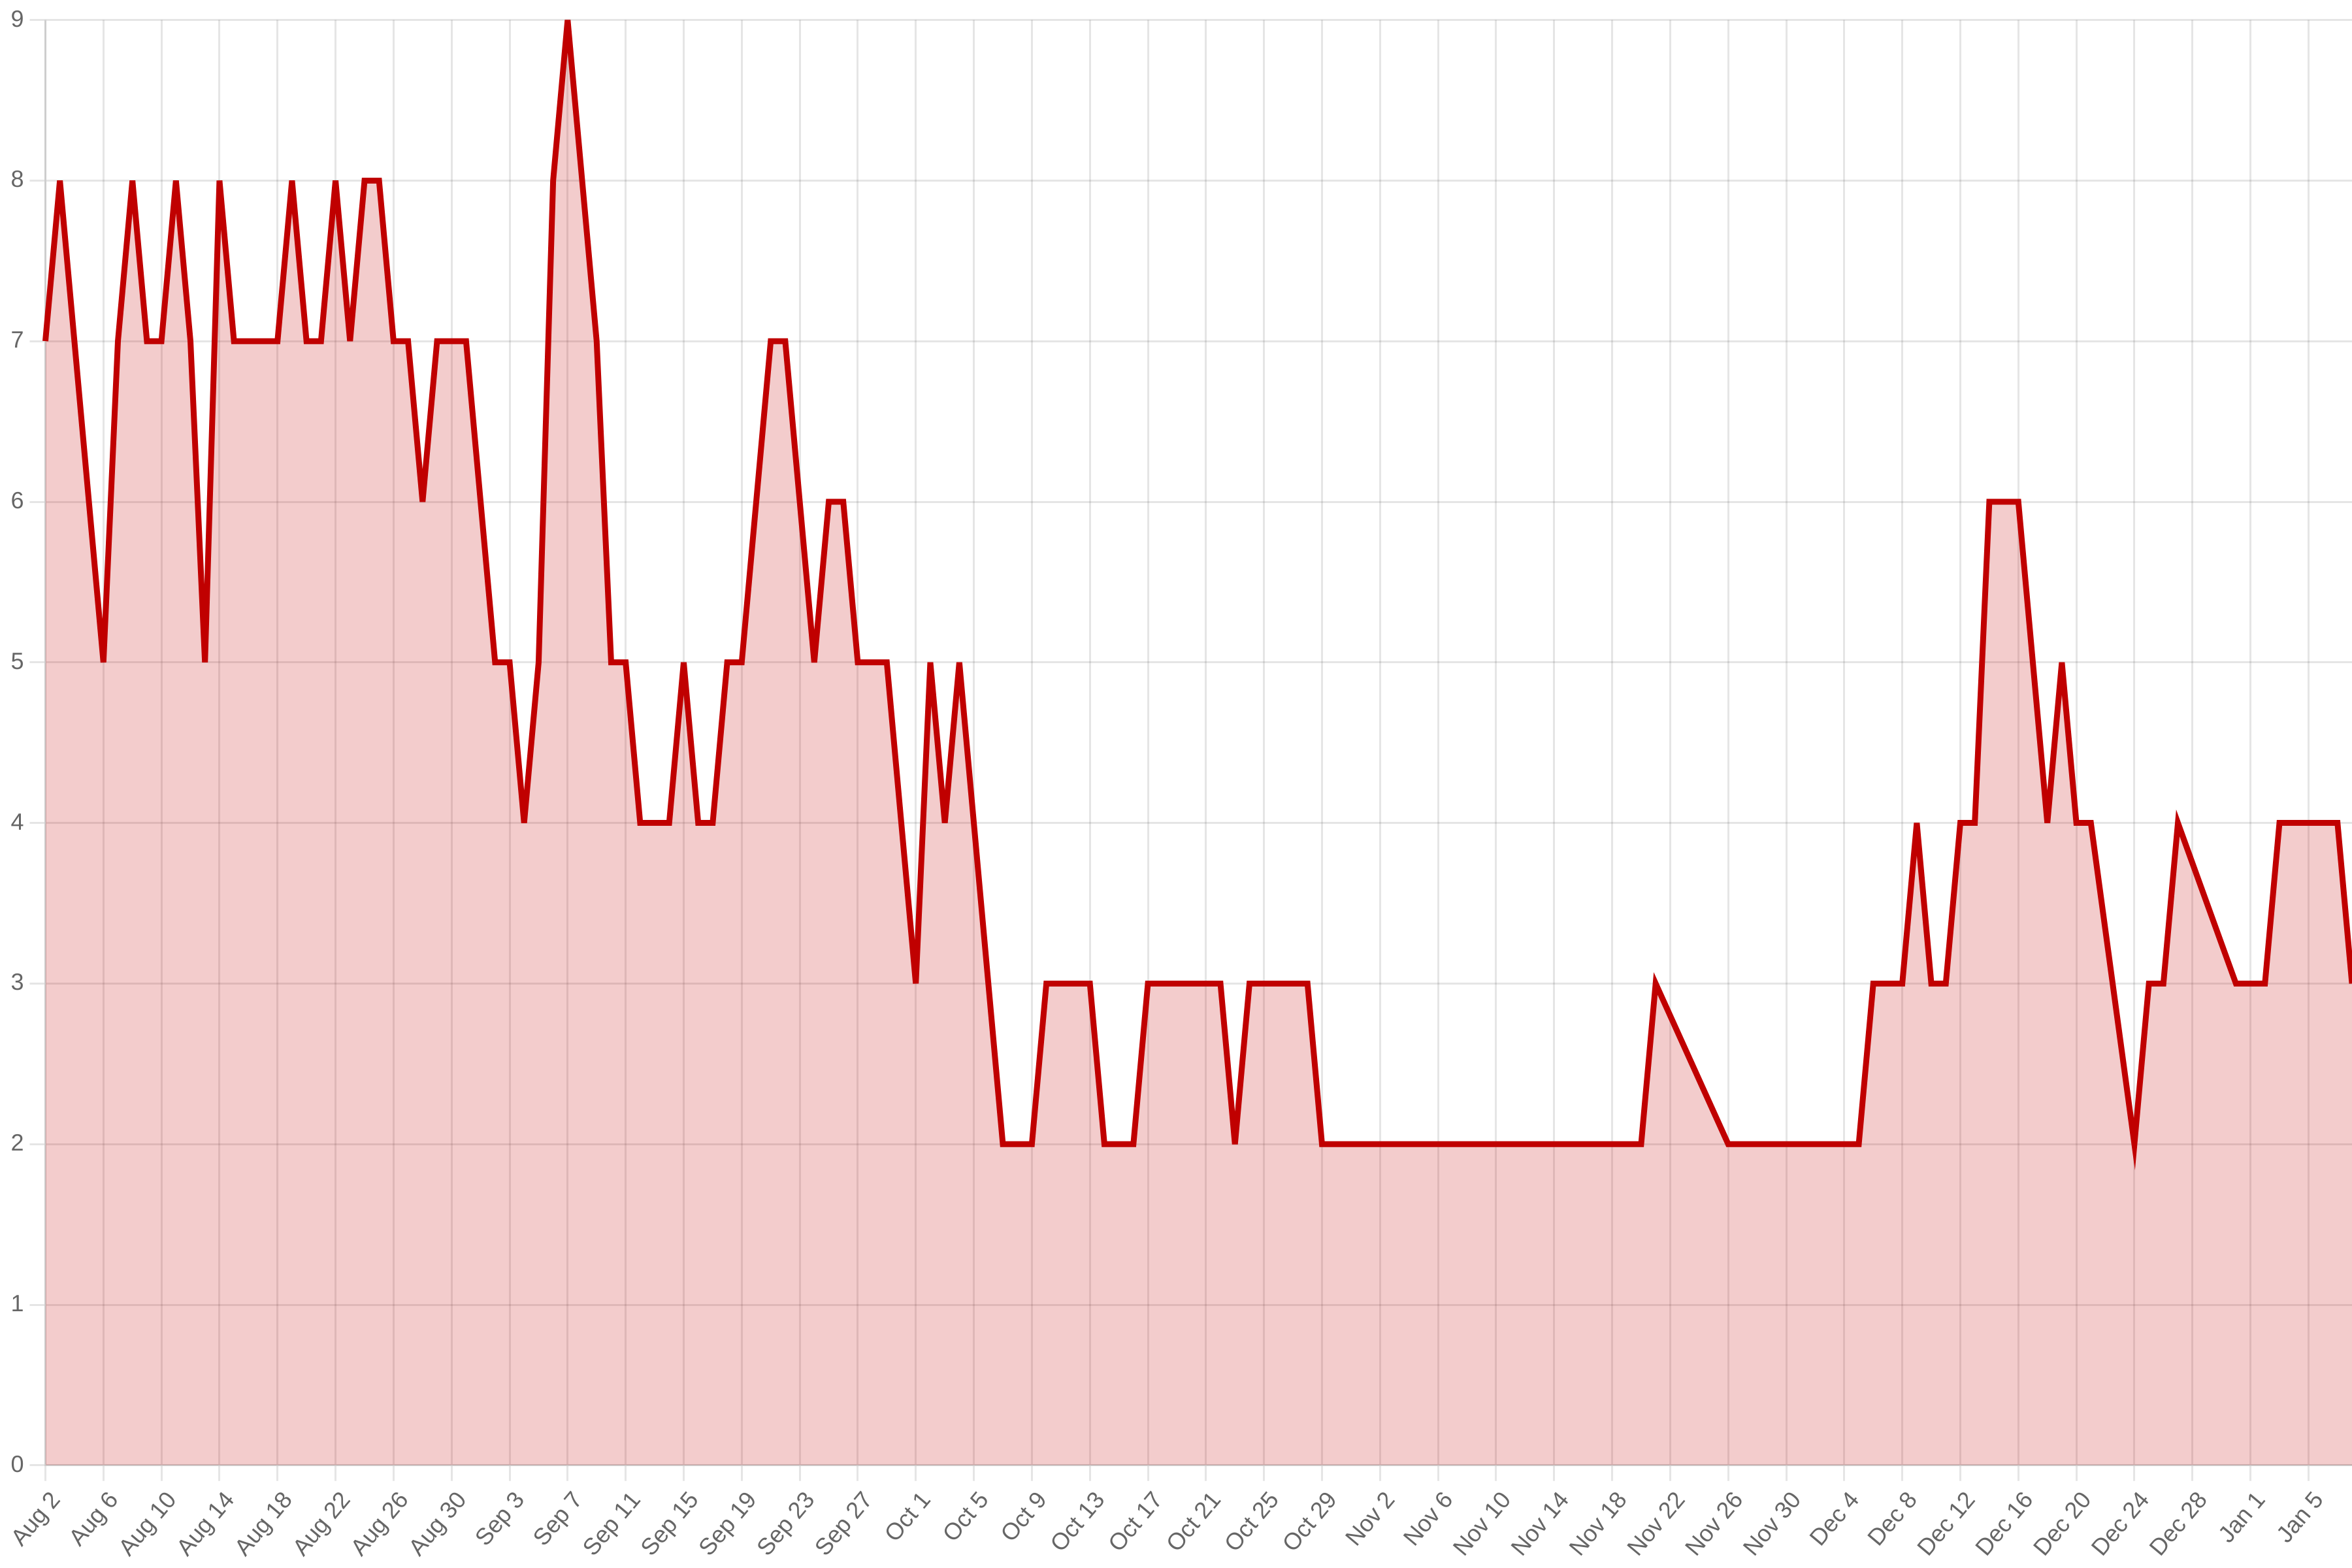 9
8
7
6
5
4
3
2
1
0
Aug 2
Aug 6
Aug 10
Aug 14
Aug 18
Aug 22
Aug 26
Aug 30
Sep 3
Sep 7
Sep 11
Sep 15
Sep 19
Sep 23
Sep 27
Oct 1
Oct 5
Oct 9
Oct 13
Oct 17
Oct 21
Oct 25
Oct 29
Nov 2
Nov 6
Nov 10
Nov 14
Nov 18
Nov 22
Nov 26
Nov 30
Dec 4
Dec 8
Dec 12
Dec 16
Dec 20
Dec 24
Dec 28
Jan 1
Jan 5